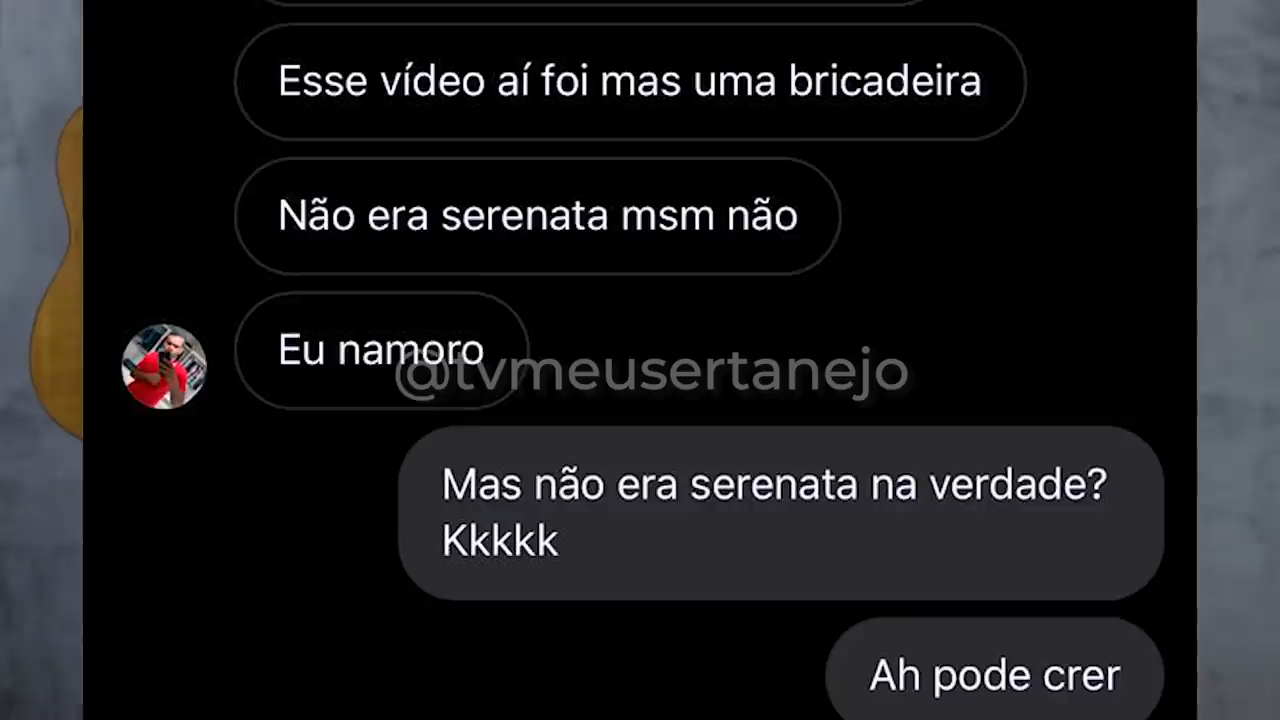 Esse vídeo aí foi mas uma bricadeira
Não era serenata msm não
Eu namoro
@tvmeusertanejo
Mas não era serenata na verdade?
Kkkkk
Ah pode crer